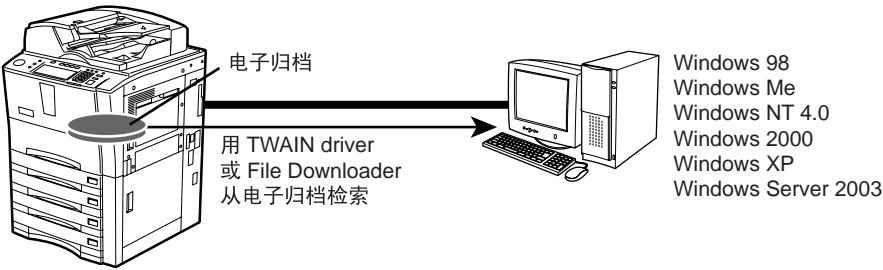 电子归档
用 TWAIN driver
或 File Downloader
从电子归档检索
Windows 98
Windows Me
Windows NT 4.0
Windows 2000
Windows XP
Windows Server 2003